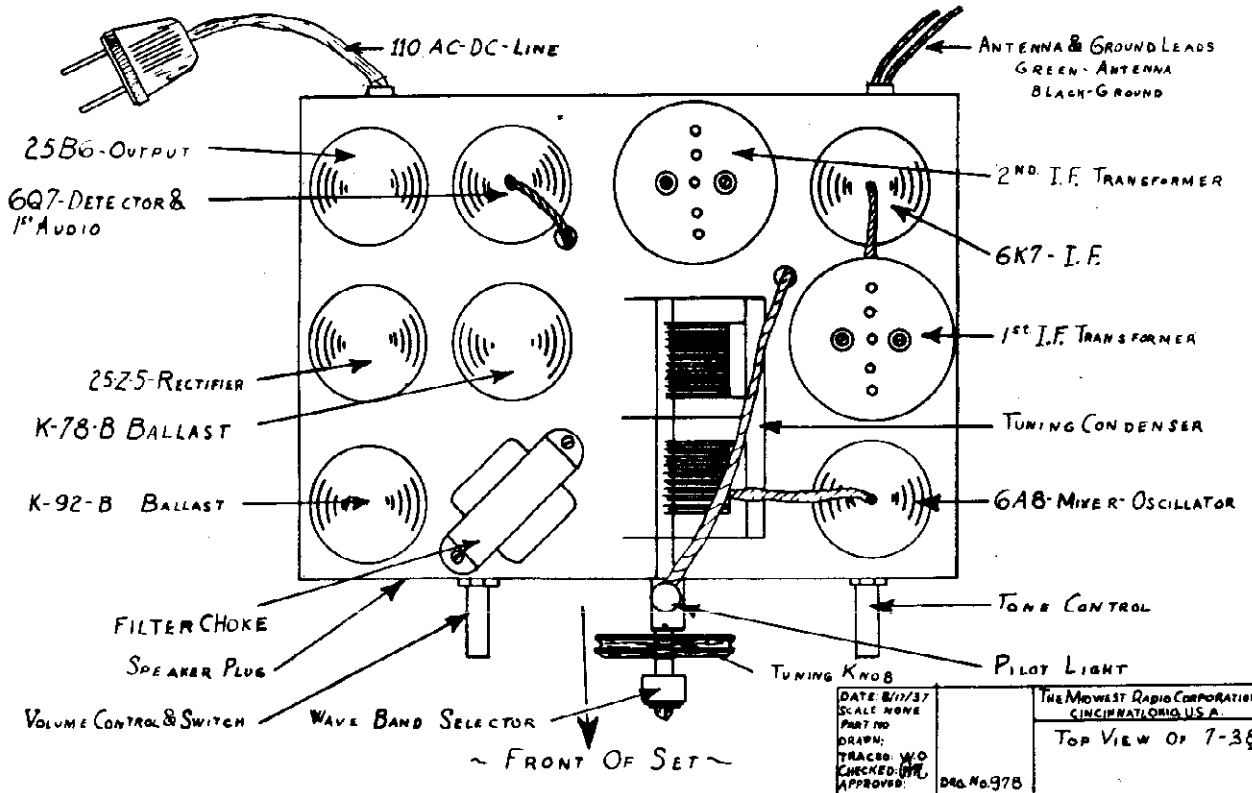 110 AC-DC-LINE
ANTENNA & GROUND LEADS
GREEN-ANTENNA
BLACK-GROUND
25B6-OUTPUT
6Q7-DETECTOR &
1ST AUDIO
2ND. I.F. TRANSFORMER
6K7-I.F.
1ST I.F. TRANSFORMER
25Z5-RECTIFIER
K-78-B BALLAST
TUNING CONDENSER
K-92-B BALLAST
6A8-MIXER-OSCILLATOR
FILTER CHOKE
TONE CONTROL
SPEAKER PLUG
TUNING KNOB
PILOT LIGHT
VOLUME CONTROL & SWITCH
WAVE BAND SELECTOR
~ FRONT OF SET ~
DATE: 8/17/37
SCALE NONE
PART NO
DRAWN:
TRACED: W.O.
CHECKED:
APPROVED:
DRG. No. 978
THE MIDWEST RADIO CORPORATION
CINCINNATI, OHIO, U.S.A.
TOP VIEW OF 7-38